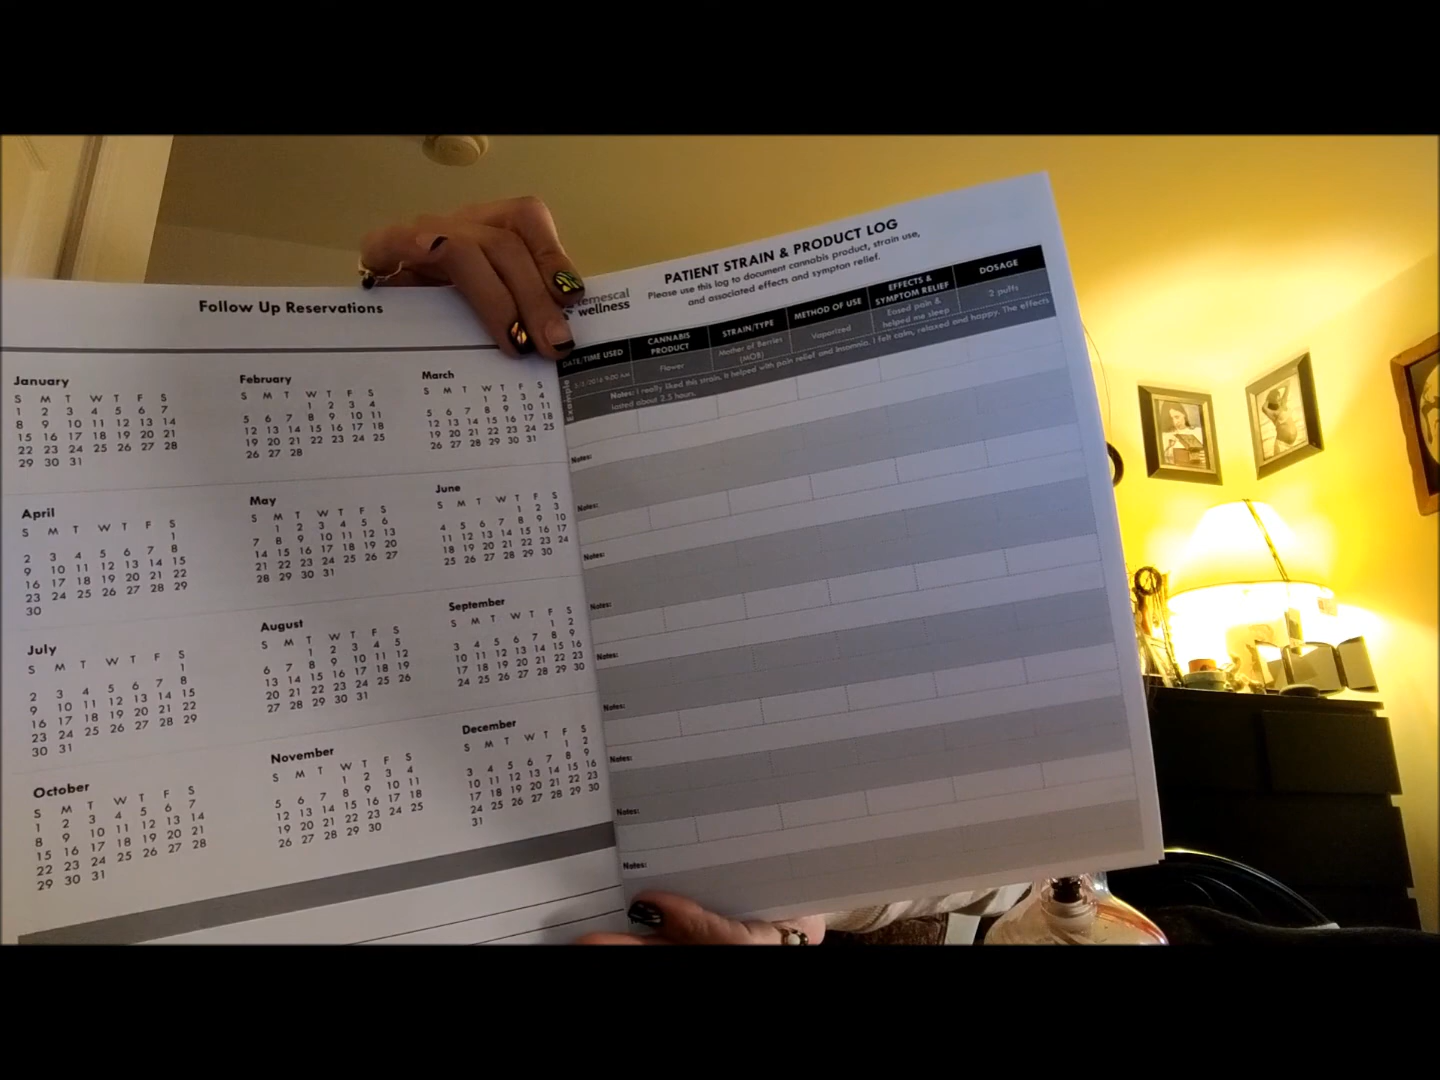 Follow Up Reservations
January
S M T W T F S
1 2 3 4 5 6 7
8 9 10 11 12 13 14
15 16 17 18 19 20 21
22 23 24 25 26 27 28
29 30 31
February
S M T W T F S
1 2 3 4
5 6 7 8 9 10 11
12 13 14 15 16 17 18
19 20 21 22 23 24 25
26 27 28
March
S M T W T F S
1 2 3 4
5 6 7 8 9 10 11
12 13 14 15 16 17 18
19 20 21 22 23 24 25
26 27 28 29 30 31
April
S M T W T F S
1
2 3 4 5 6 7 8
9 10 11 12 13 14 15
16 17 18 19 20 21 22
23 24 25 26 27 28 29
30
May
S M T W T F S
1 2 3 4 5 6
7 8 9 10 11 12 13
14 15 16 17 18 19 20
21 22 23 24 25 26 27
28 29 30 31
June
S M T W T F S
1 2 3
4 5 6 7 8 9 10
11 12 13 14 15 16 17
18 19 20 21 22 23 24
25 26 27 28 29 30
July
S M T W T F S
1
2 3 4 5 6 7 8
9 10 11 12 13 14 15
16 17 18 19 20 21 22
23 24 25 26 27 28 29
30 31
August
S M T W T F S
1 2 3 4 5
6 7 8 9 10 11 12
13 14 15 16 17 18 19
20 21 22 23 24 25 26
27 28 29 30 31
September
S M T W T F S
1 2
3 4 5 6 7 8 9
10 11 12 13 14 15 16
17 18 19 20 21 22 23
24 25 26 27 28 29 30
October
S M T W T F S
1 2 3 4 5 6 7
8 9 10 11 12 13 14
15 16 17 18 19 20 21
22 23 24 25 26 27 28
29 30 31
November
S M T W T F S
1 2 3 4
5 6 7 8 9 10 11
12 13 14 15 16 17 18
19 20 21 22 23 24 25
26 27 28 29 30
December
S M T W T F S
1 2
3 4 5 6 7 8 9
10 11 12 13 14 15 16
17 18 19 20 21 22 23
24 25 26 27 28 29 30
31
temescal
wellness
PATIENT STRAIN & PRODUCT LOG
Please use this log to document cannabis product, strain use,
and associated effects and sympton relief.
DATE/TIME USED
CANNABIS
PRODUCT
STRAIN/TYPE
METHOD OF USE
EFFECTS &
SYMPTOM RELIEF
DOSAGE
Example
2016 9:00 AM
Flower
Mother of Berries
(MOB)
Vaporized
Eased pain &
helped me sleep
2 puffs
Notes: I really liked this strain. It helped with pain relief and insomnia. I felt calm, relaxed and happy. The effects
lasted about 2.5 hours.
Notes:
Notes:
Notes:
Notes:
Notes:
Notes:
Notes:
Notes:
Notes: